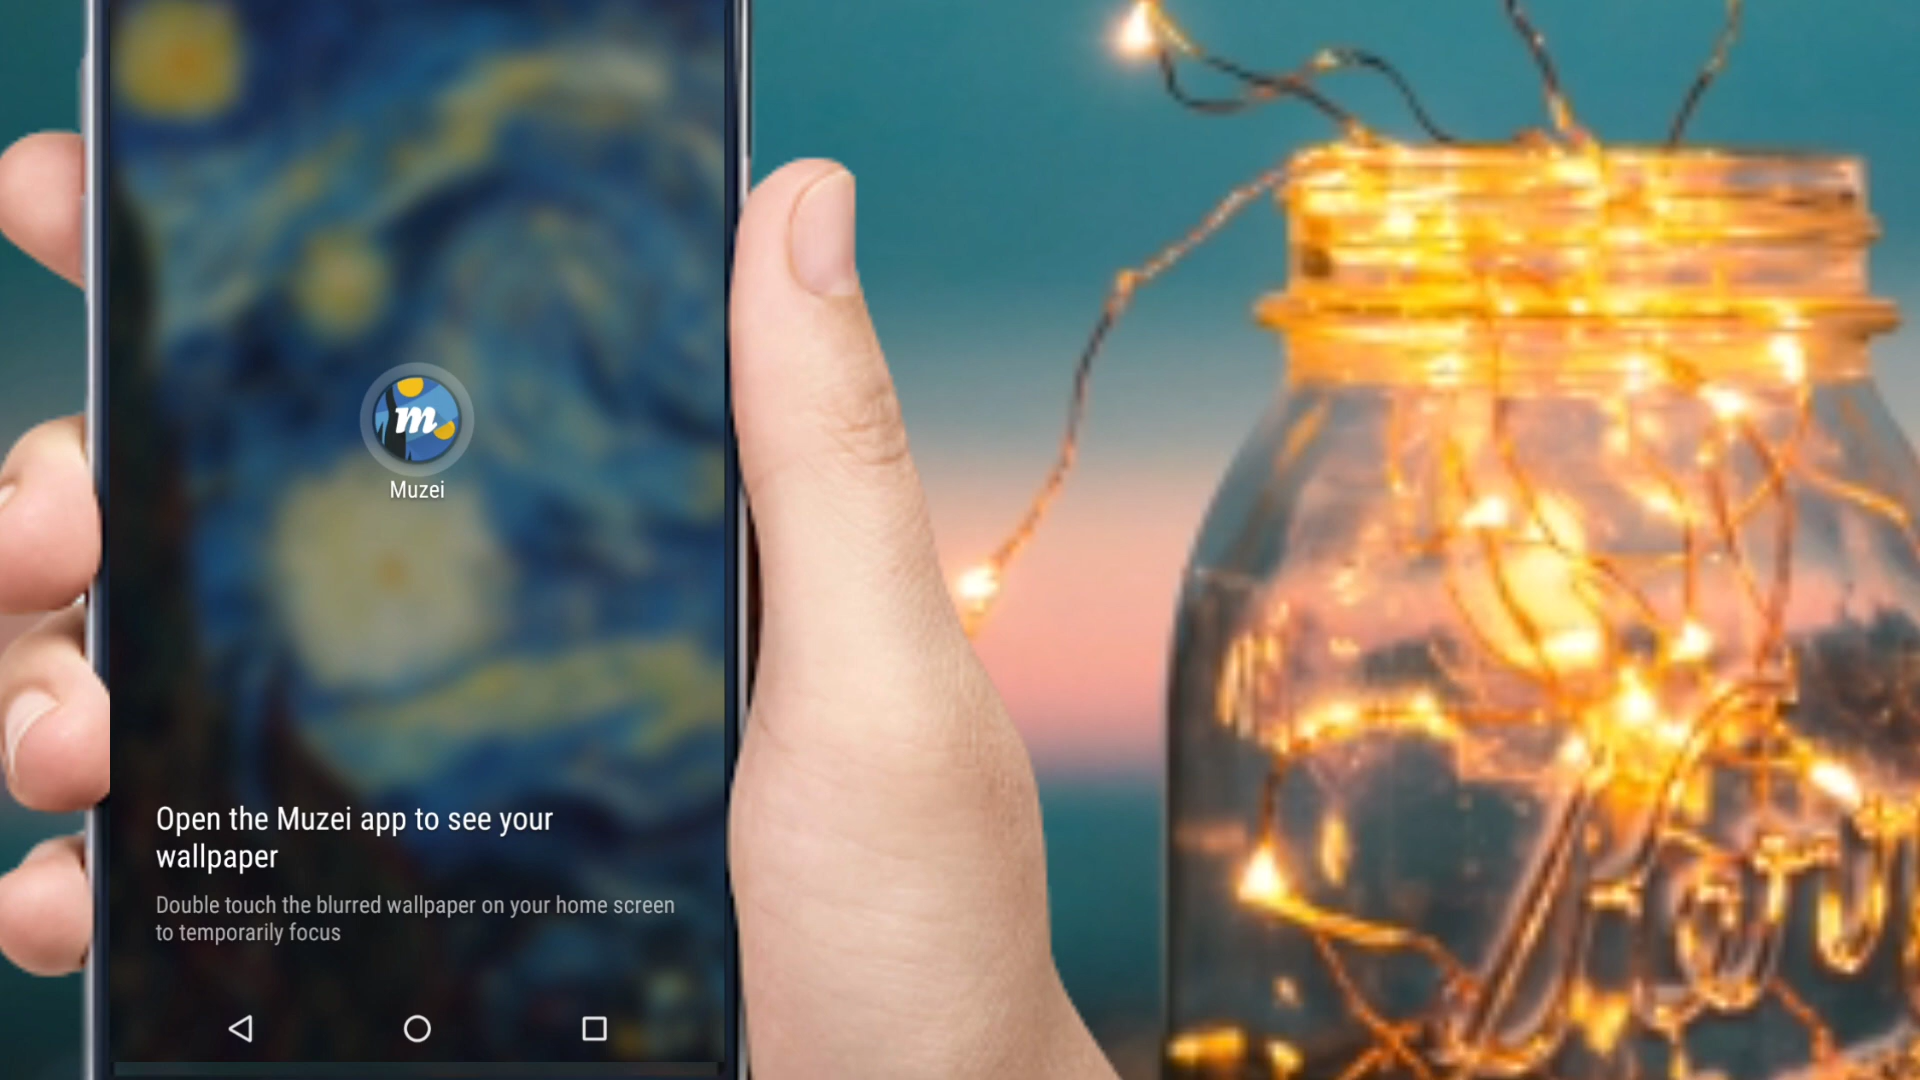 m
Muzei
Open the Muzei app to see your
wallpaper
Double touch the blurred wallpaper on your home screen
to temporarily focus